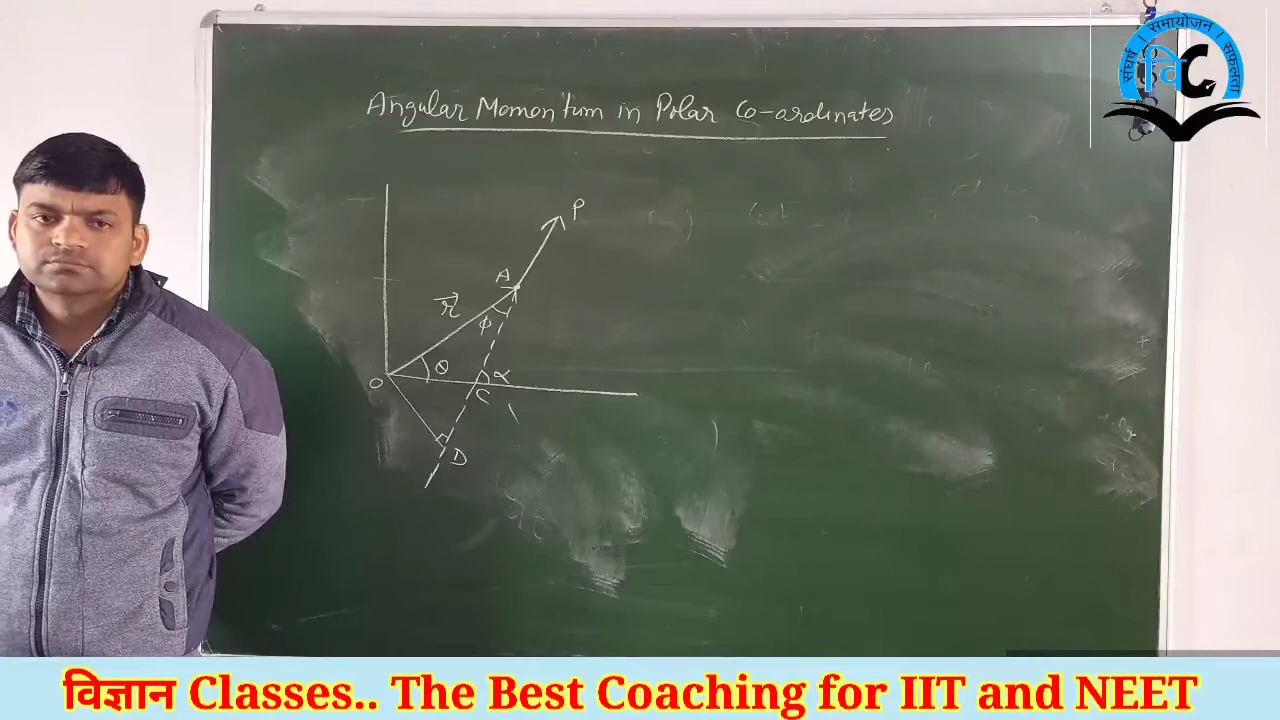 संघर्ष । समायोजन । सफलता
वि C
Angular Momentum in Polar Co-ordinates
P
A
r⃗
φ
θ
O
α
C
D
विज्ञान Classes.. The Best Coaching for IIT and NEET